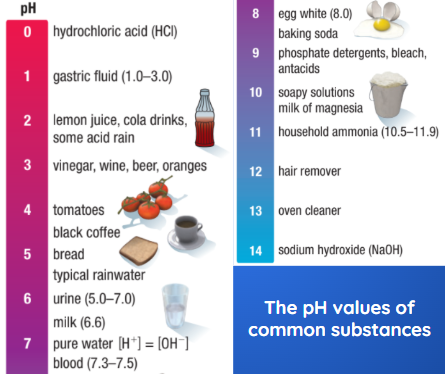 pH
0 hydrochloric acid (HCl)
1 gastric fluid (1.0–3.0)
2 lemon juice, cola drinks,
some acid rain
3 vinegar, wine, beer, oranges
4 tomatoes
black coffee
5 bread
typical rainwater
6 urine (5.0–7.0)
milk (6.6)
7 pure water [H⁺] = [OH⁻]
blood (7.3–7.5)
8 egg white (8.0)
baking soda
9 phosphate detergents, bleach,
antacids
10 soapy solutions
milk of magnesia
11 household ammonia (10.5–11.9)
12 hair remover
13 oven cleaner
14 sodium hydroxide (NaOH)
The pH values of
common substances